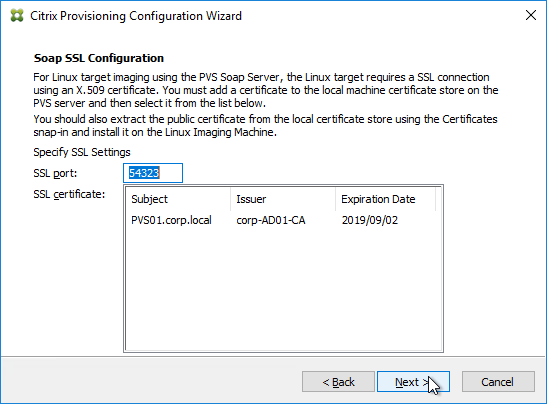 Citrix Provisioning Configuration Wizard
Soap SSL Configuration
For Linux target imaging using the PVS Soap Server, the Linux target requires a SSL connection
using an X.509 certificate. You must add a certificate to the local machine certificate store on the
PVS server and then select it from the list below.
You should also extract the public certificate from the local certificate store using the Certificates
snap-in and install it on the Linux Imaging Machine.
Specify SSL Settings
SSL port: 54323
SSL certificate:
Subject Issuer Expiration Date
PVS01.corp.local corp-AD01-CA 2019/09/02
< Back Next > Cancel